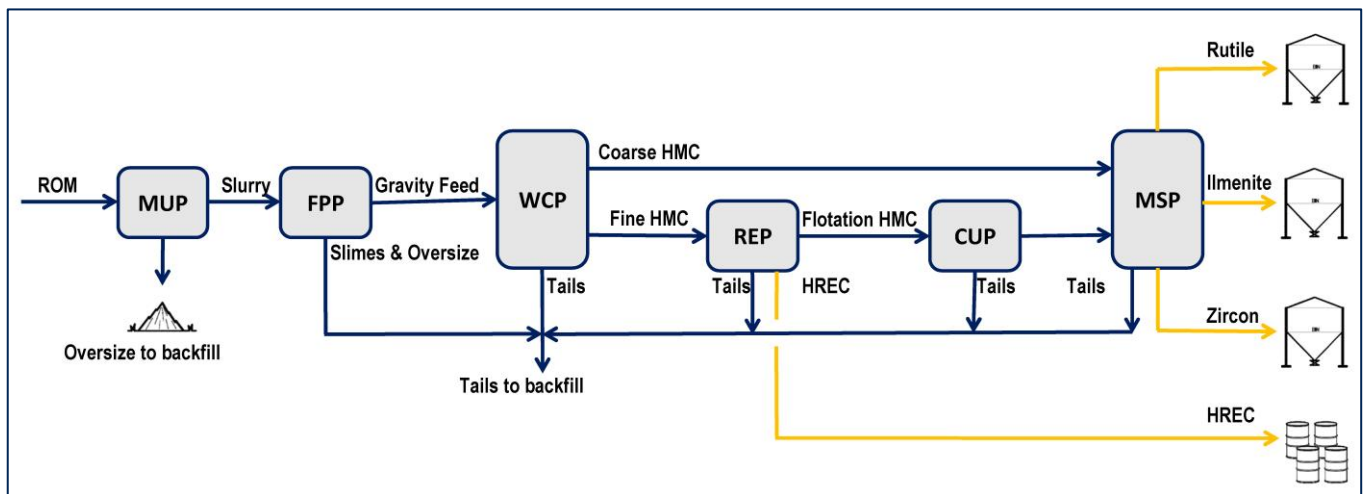 Rutile
Coarse HMC
ROM
MUP
Slurry
FPP
Gravity Feed
WCP
MSP
Ilmenite
Fine HMC
REP
Flotation HMC
CUP
Slimes & Oversize
Tails
Tails
HREC
Tails
Tails
Zircon
Oversize to backfill
Tails to backfill
HREC